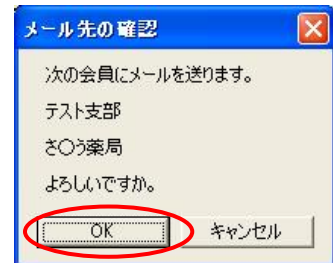 メール先の確認
次の会員にメールを送ります。
テスト支部
さ〇う薬局
よろしいですか。
OK
キャンセル